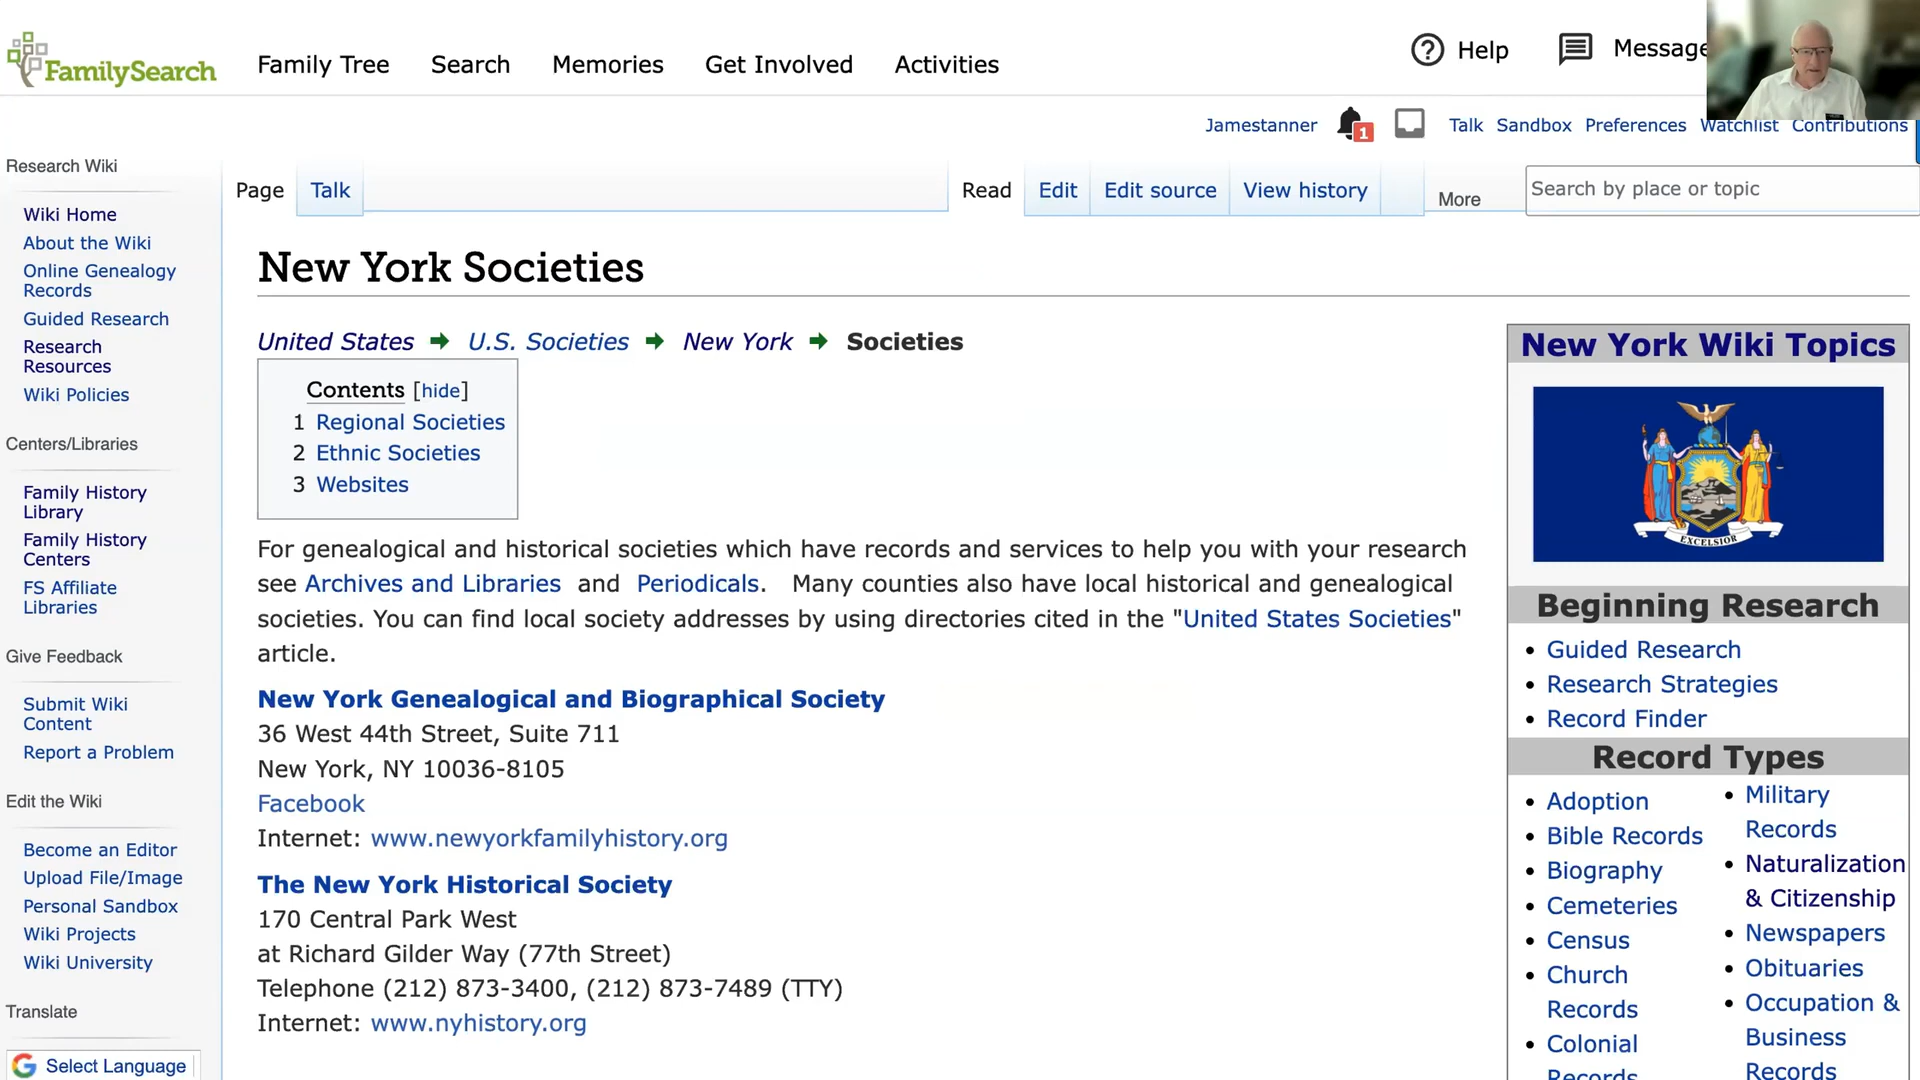 FamilySearch
Family Tree
Search
Memories
Get Involved
Activities
Help
Message
Jamestanner
1
Talk
Sandbox
Preferences
Watchlist
Contributions
Research Wiki
Wiki Home
About the Wiki
Online Genealogy
Records
Guided Research
Research
Resources
Wiki Policies
Centers/Libraries
Family History
Library
Family History
Centers
FS Affiliate
Libraries
Give Feedback
Submit Wiki
Content
Report a Problem
Edit the Wiki
Become an Editor
Upload File/Image
Personal Sandbox
Wiki Projects
Wiki University
Translate
Select Language
Page
Talk
Read
Edit
Edit source
View history
More
Search by place or topic
New York Societies
United States → U.S. Societies → New York → Societies
Contents [hide]
1 Regional Societies
2 Ethnic Societies
3 Websites
For genealogical and historical societies which have records and services to help you with your research
see Archives and Libraries and Periodicals. Many counties also have local historical and genealogical
societies. You can find local society addresses by using directories cited in the "United States Societies"
article.
New York Genealogical and Biographical Society
36 West 44th Street, Suite 711
New York, NY 10036-8105
Facebook
Internet: www.newyorkfamilyhistory.org
The New York Historical Society
170 Central Park West
at Richard Gilder Way (77th Street)
Telephone (212) 873-3400, (212) 873-7489 (TTY)
Internet: www.nyhistory.org
New York Wiki Topics
EXCELSIOR
Beginning Research
• Guided Research
• Research Strategies
• Record Finder
Record Types
• Adoption
• Bible Records
• Biography
• Cemeteries
• Census
• Church
Records
• Colonial
Records
• Military
Records
• Naturalization
& Citizenship
• Newspapers
• Obituaries
• Occupation &
Business
Records